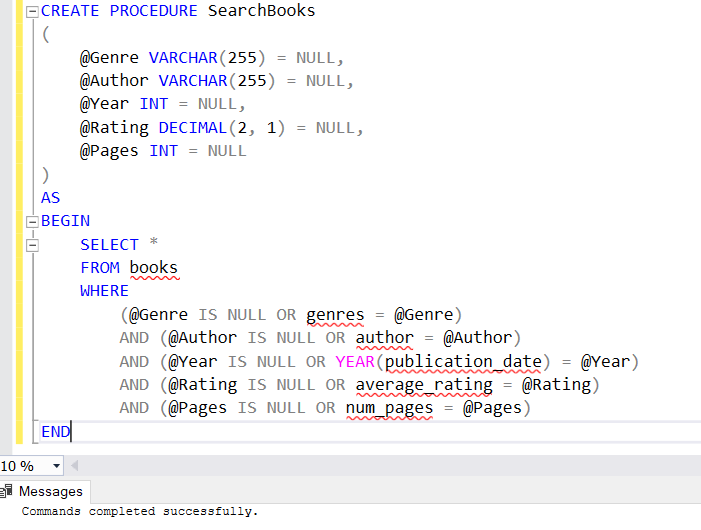 CREATE PROCEDURE SearchBooks
(
    @Genre VARCHAR(255) = NULL,
    @Author VARCHAR(255) = NULL,
    @Year INT = NULL,
    @Rating DECIMAL(2, 1) = NULL,
    @Pages INT = NULL
)
AS
BEGIN
    SELECT *
    FROM books
    WHERE
        (@Genre IS NULL OR genres = @Genre)
        AND (@Author IS NULL OR author = @Author)
        AND (@Year IS NULL OR YEAR(publication_date) = @Year)
        AND (@Rating IS NULL OR average_rating = @Rating)
        AND (@Pages IS NULL OR num_pages = @Pages)
END
10 %
Messages
Commands completed successfully.